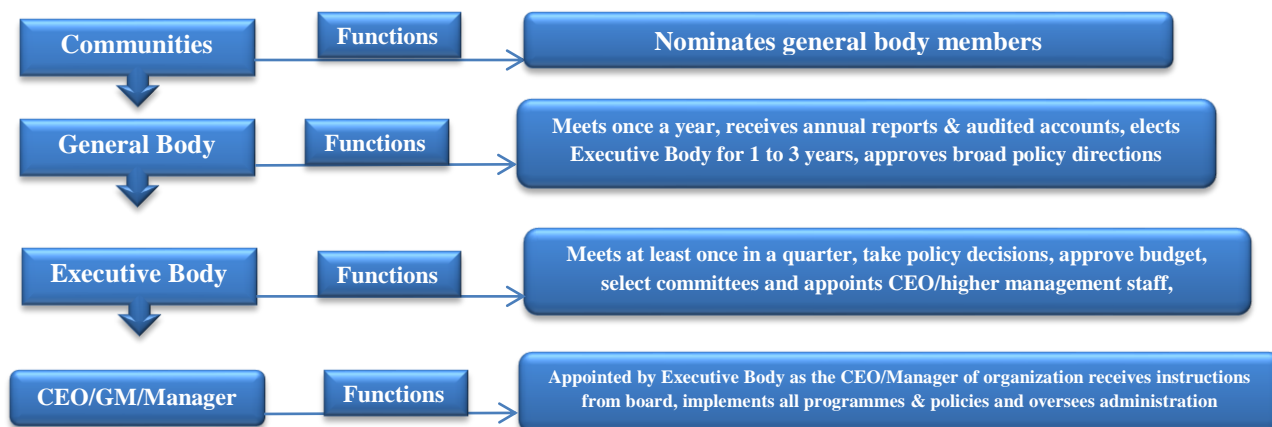 Communities
Functions
Nominates general body members
General Body
Functions
Meets once a year, receives annual reports & audited accounts, elects
Executive Body for 1 to 3 years, approves broad policy directions
Executive Body
Functions
Meets at least once in a quarter, take policy decisions, approve budget,
select committees and appoints CEO/higher management staff,
CEO/GM/Manager
Functions
Appointed by Executive Body as the CEO/Manager of organization receives instructions
from board, implements all programmes & policies and oversees administration